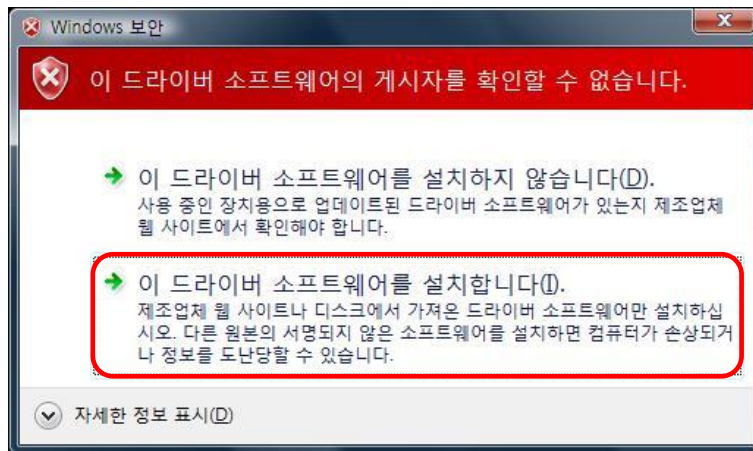 Windows 보안
이 드라이버 소프트웨어의 게시자를 확인할 수 없습니다.
이 드라이버 소프트웨어를 설치하지 않습니다(D).
사용 중인 장치용으로 업데이트된 드라이버 소프트웨어가 있는지 제조업체
웹 사이트에서 확인해야 합니다.
이 드라이버 소프트웨어를 설치합니다(I).
제조업체 웹 사이트나 디스크에서 가져온 드라이버 소프트웨어만 설치하십
시오. 다른 원본의 서명되지 않은 소프트웨어를 설치하면 컴퓨터가 손상되거
나 정보를 도난당할 수 있습니다.
자세한 정보 표시(D)